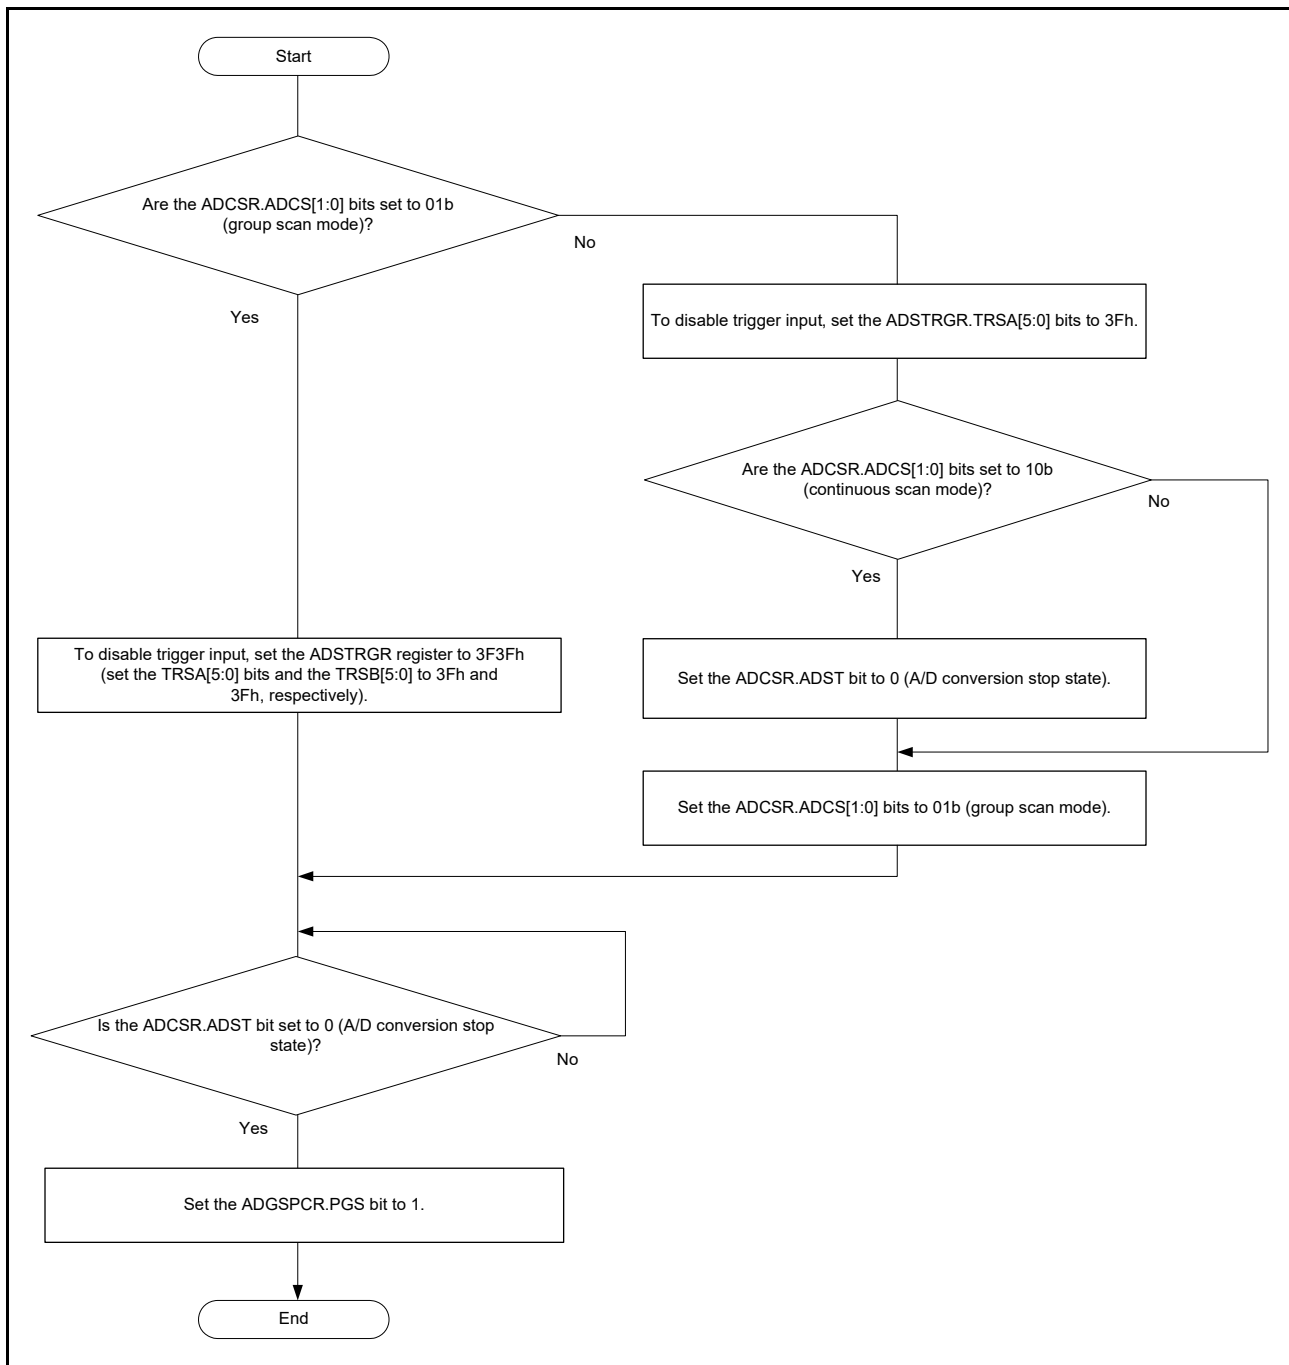 Start
Are the ADCSR.ADCS[1:0] bits set to 01b
(group scan mode)?
No
Yes
To disable trigger input, set the ADSTRGR.TRSA[5:0] bits to 3Fh.
Are the ADCSR.ADCS[1:0] bits set to 10b
(continuous scan mode)?
No
Yes
To disable trigger input, set the ADSTRGR register to 3F3Fh
(set the TRSA[5:0] bits and the TRSB[5:0] to 3Fh and
3Fh, respectively).
Set the ADCSR.ADST bit to 0 (A/D conversion stop state).
Set the ADCSR.ADCS[1:0] bits to 01b (group scan mode).
Is the ADCSR.ADST bit set to 0 (A/D conversion stop
state)?
No
Yes
Set the ADGSPCR.PGS bit to 1.
End